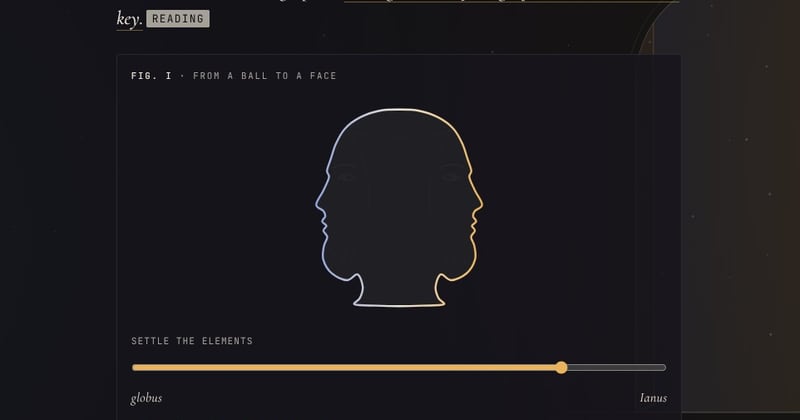 key. READING
FIG. I · FROM A BALL TO A FACE
SETTLE THE ELEMENTS
globus
Ianus